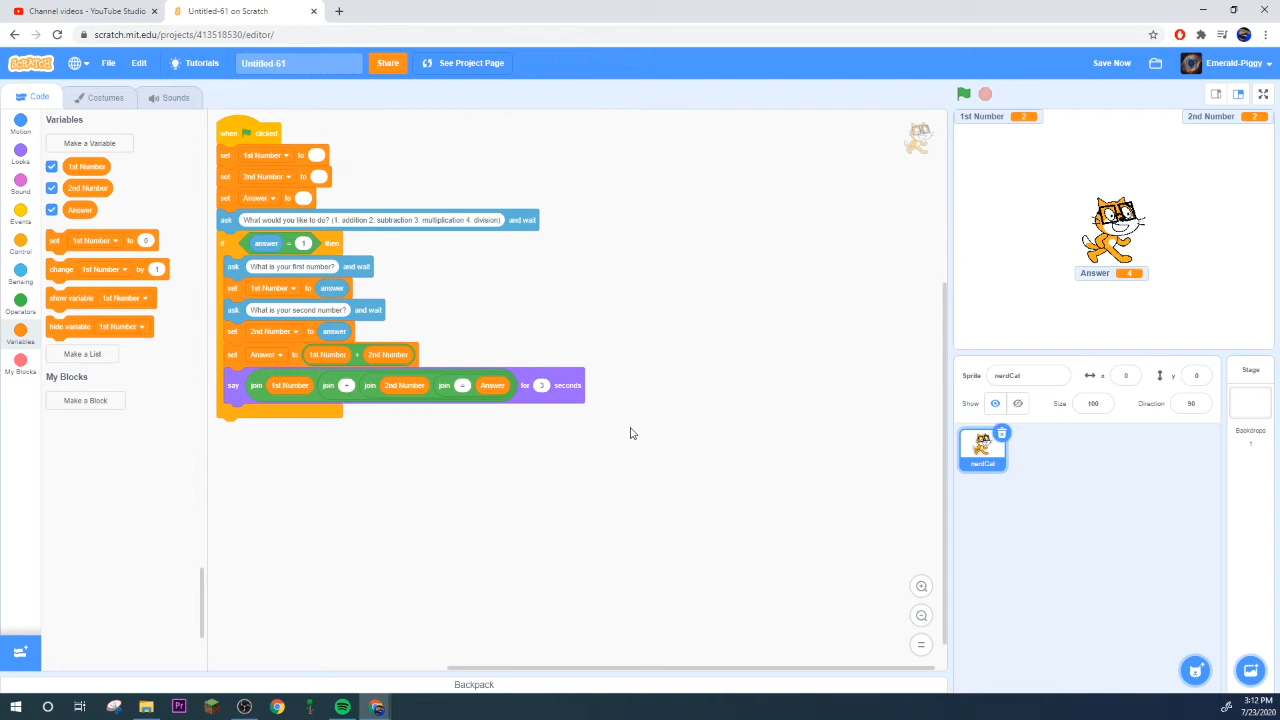 Channel videos - YouTube Studio
Untitled-61 on Scratch
scratch.mit.edu/projects/413518530/editor/
SCRATCH
File
Edit
Tutorials
Untitled-61
Share
See Project Page
Save Now
Emerald-Piggy
Code
Costumes
Sounds
Motion
Looks
Sound
Events
Control
Sensing
Operators
Variables
My Blocks
Variables
Make a Variable
1st Number
2nd Number
Answer
set 1st Number to 0
change 1st Number by 1
show variable 1st Number
hide variable 1st Number
Make a List
My Blocks
Make a Block
when clicked
set 1st Number to
set 2nd Number to
set Answer to
ask What would you like to do? (1. addition 2. subtraction 3. multiplication 4. division) and wait
if answer = 1 then
ask What is your first number? and wait
set 1st Number to answer
ask What is your second number? and wait
set 2nd Number to answer
set Answer to 1st Number + 2nd Number
say join 1st Number join + join 2nd Number join = Answer for 3 seconds
1st Number 2
2nd Number 2
Answer 4
Sprite nerdCat x 0 y 0
Show Size 100 Direction 90
nerdCat
Stage
Backdrops
1
Backpack
3:12 PM
7/23/2020